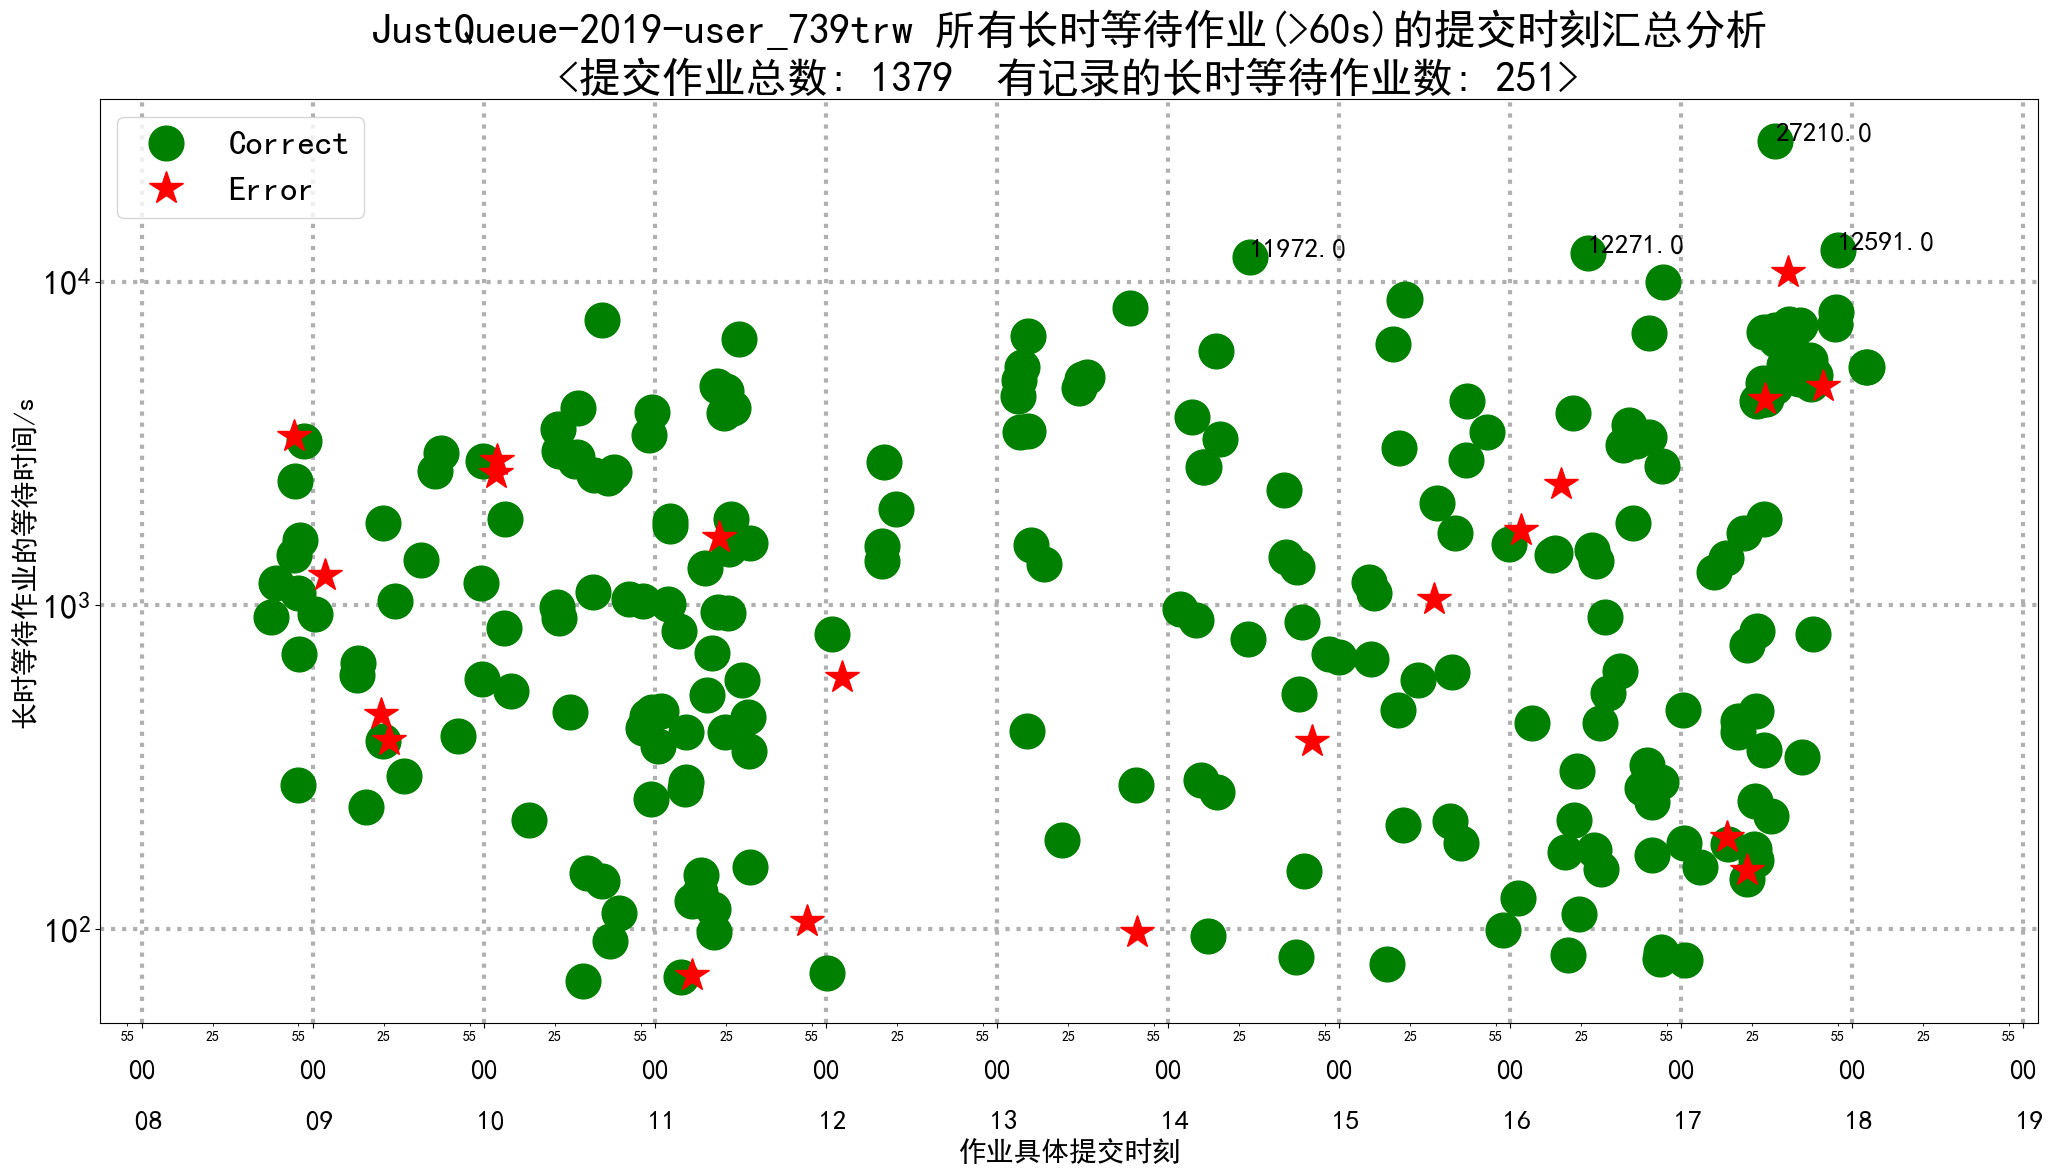 JustQueue-2019-user_739trw 所有长时等待作业(>60s)的提交时刻汇总分析
<提交作业总数: 1379  有记录的长时等待作业数: 251>
Correct
Error
27210.0
11972.0
12271.0
12591.0
10⁴
10³
10²
长时等待作业的等待时间/s
55 25 55 25 55 25 55 25 55 25 55 25 55 25 55 25 55 25 55 25 55 25 55
00 00 00 00 00 00 00 00 00 00 00 00
08 09 10 11 12 13 14 15 16 17 18 19
作业具体提交时刻